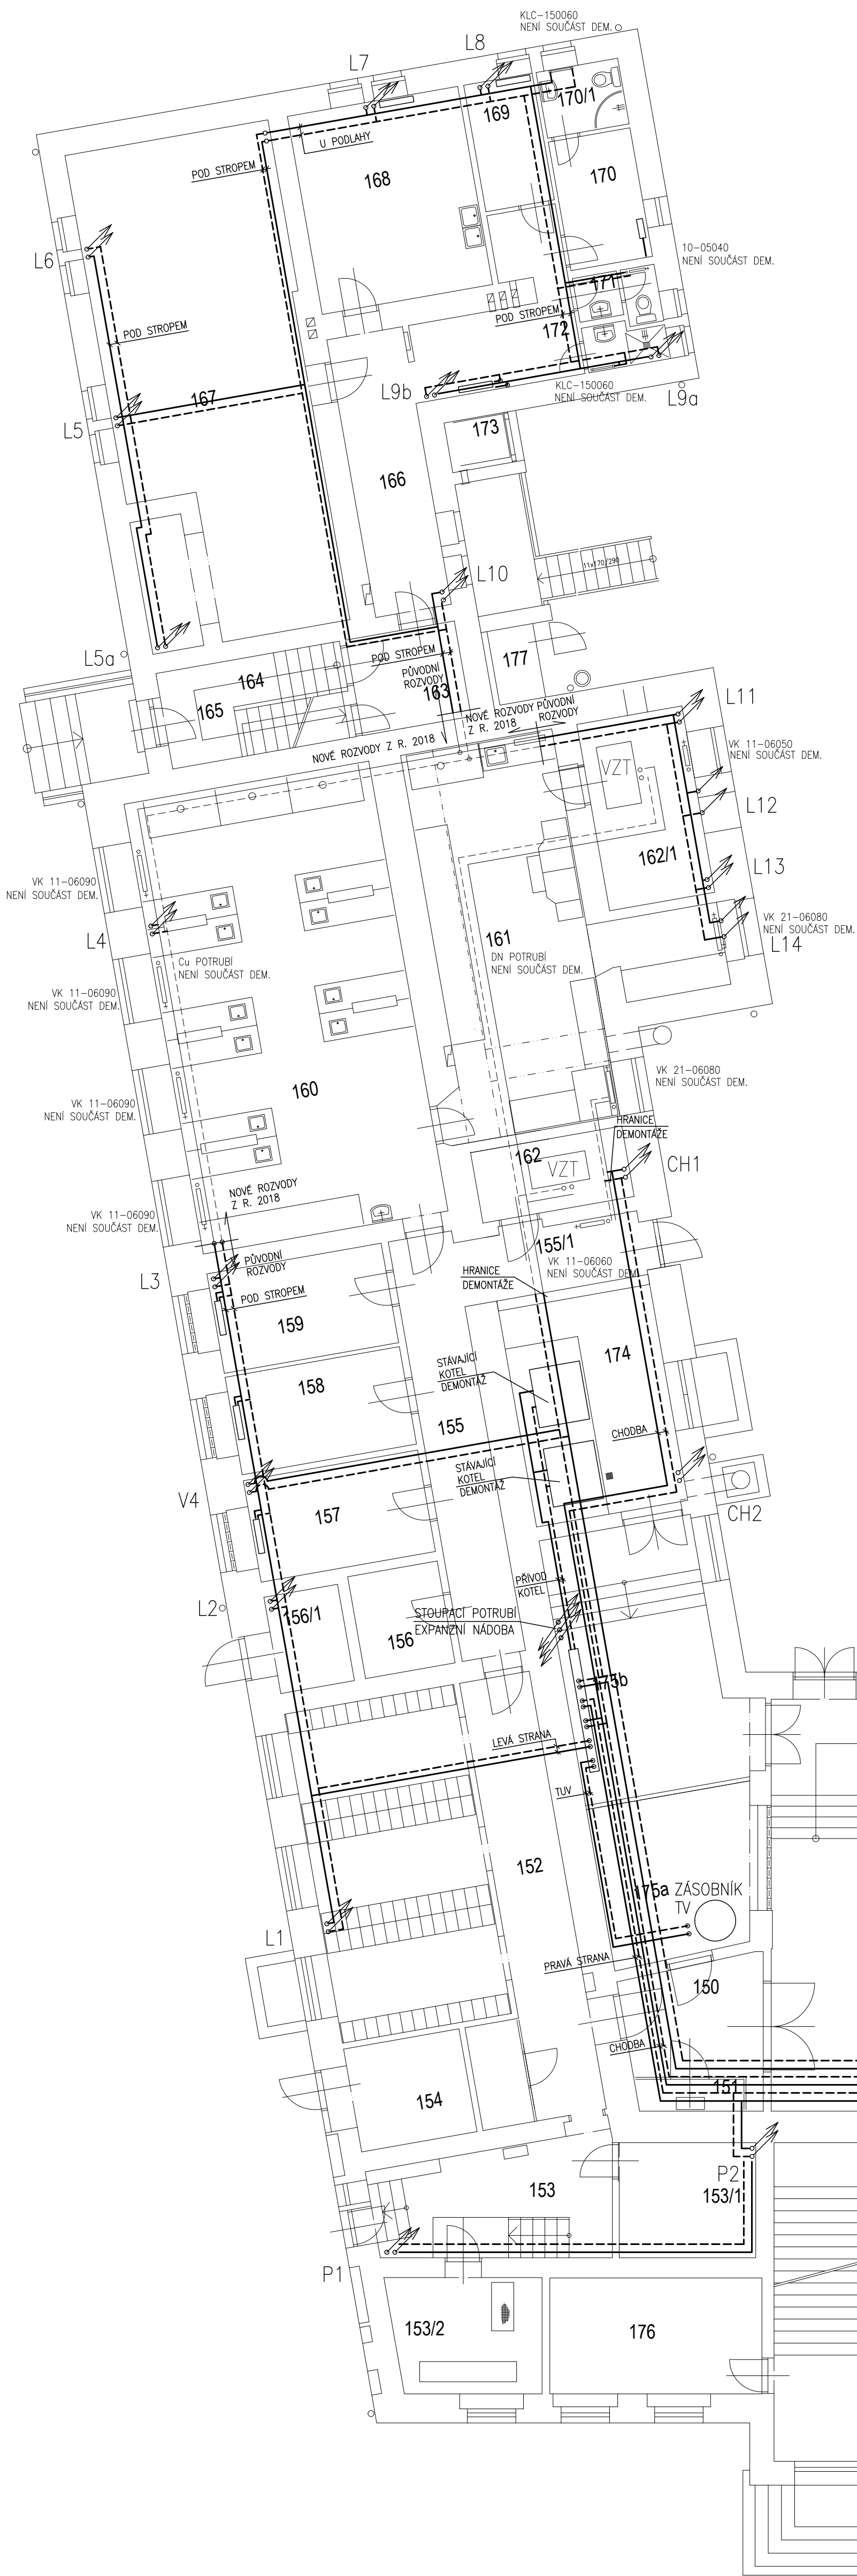 KLC-150060
NENÍ SOUČÁST DEM.
L8
L7
170/1
169
U PODLAHY
POD STROPEM
168
170
10-05040
NENÍ SOUČÁST DEM.
L6
171
POD STROPEM
172
POD STROPEM
KLC-150060
NENÍ SOUČÁST DEM.
L9b
L9a
167
L5
173
166
11x170/290
L10
L5a
POD STROPEM
177
PŮVODNÍ
ROZVODY
164
163
165
L11
NOVÉ ROZVODY
Z R. 2018
PŮVODNÍ
ROZVODY
NOVÉ ROZVODY Z R. 2018
VK 11-06050
NENÍ SOUČÁST DEM.
VZT
L12
162/1
L13
VK 11-06090
NENÍ SOUČÁST DEM.
VK 21-06080
NENÍ SOUČÁST DEM.
L4
161
L14
DN POTRUBÍ
NENÍ SOUČÁST DEM.
Cu POTRUBÍ
NENÍ SOUČÁST DEM.
VK 11-06090
NENÍ SOUČÁST DEM.
VK 21-06080
NENÍ SOUČÁST DEM.
160
VK 11-06090
NENÍ SOUČÁST DEM.
HRANICE
DEMONTÁŽE
162
VZT
CH1
NOVÉ ROZVODY
Z R. 2018
VK 11-06090
NENÍ SOUČÁST DEM.
155/1
VK 11-06060
NENÍ SOUČÁST DEM.
PŮVODNÍ
ROZVODY
HRANICE
DEMONTÁŽE
L3
POD STROPEM
159
174
STÁVAJÍCÍ
KOTEL
DEMONTÁŽ
158
155
CHODBA
STÁVAJÍCÍ
KOTEL
DEMONTÁŽ
V4
157
CH2
PŘÍVOD
KOTEL
L2
156/1
STOUPACÍ POTRUBÍ
EXPANZNÍ NÁDOBA
156
175b
LEVÁ STRANA
TUV
152
175a
ZÁSOBNÍK
TV
L1
PRAVÁ STRANA
150
CHODBA
151
154
P2
153
153/1
P1
153/2
176